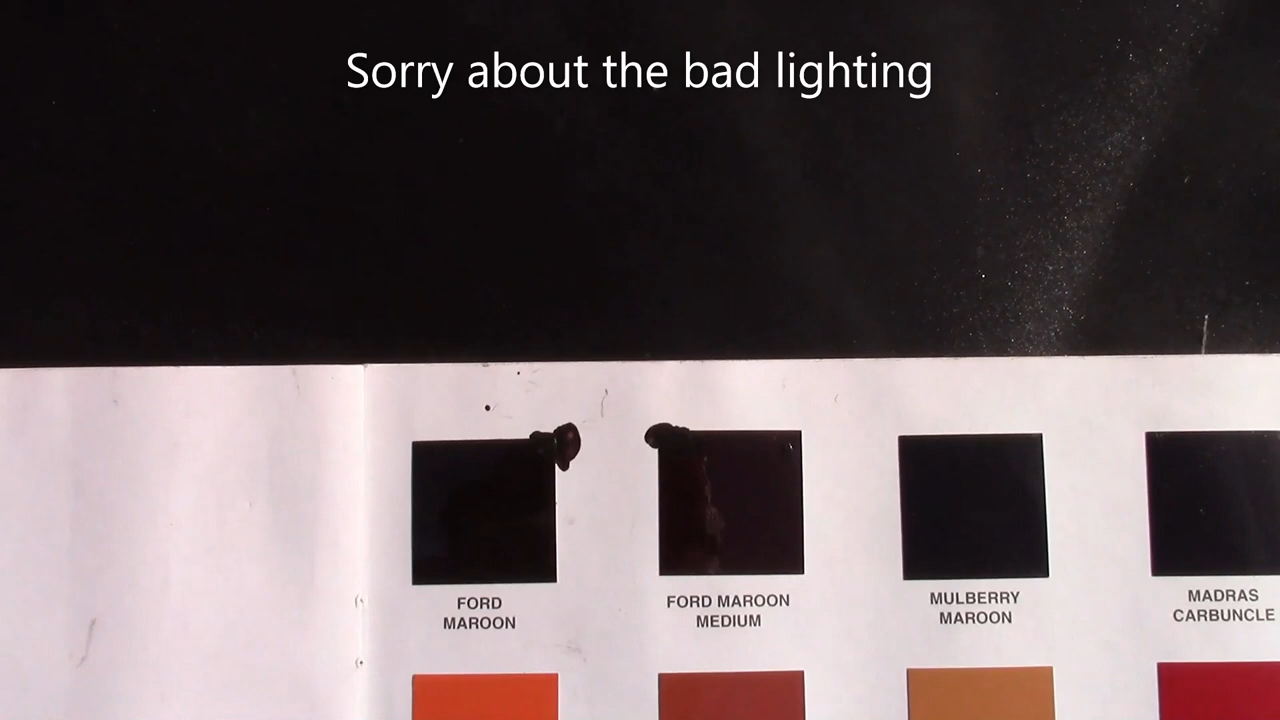 Sorry about the bad lighting
FORD
MAROON
FORD MAROON
MEDIUM
MULBERRY
MAROON
MADRAS
CARBUNCLE